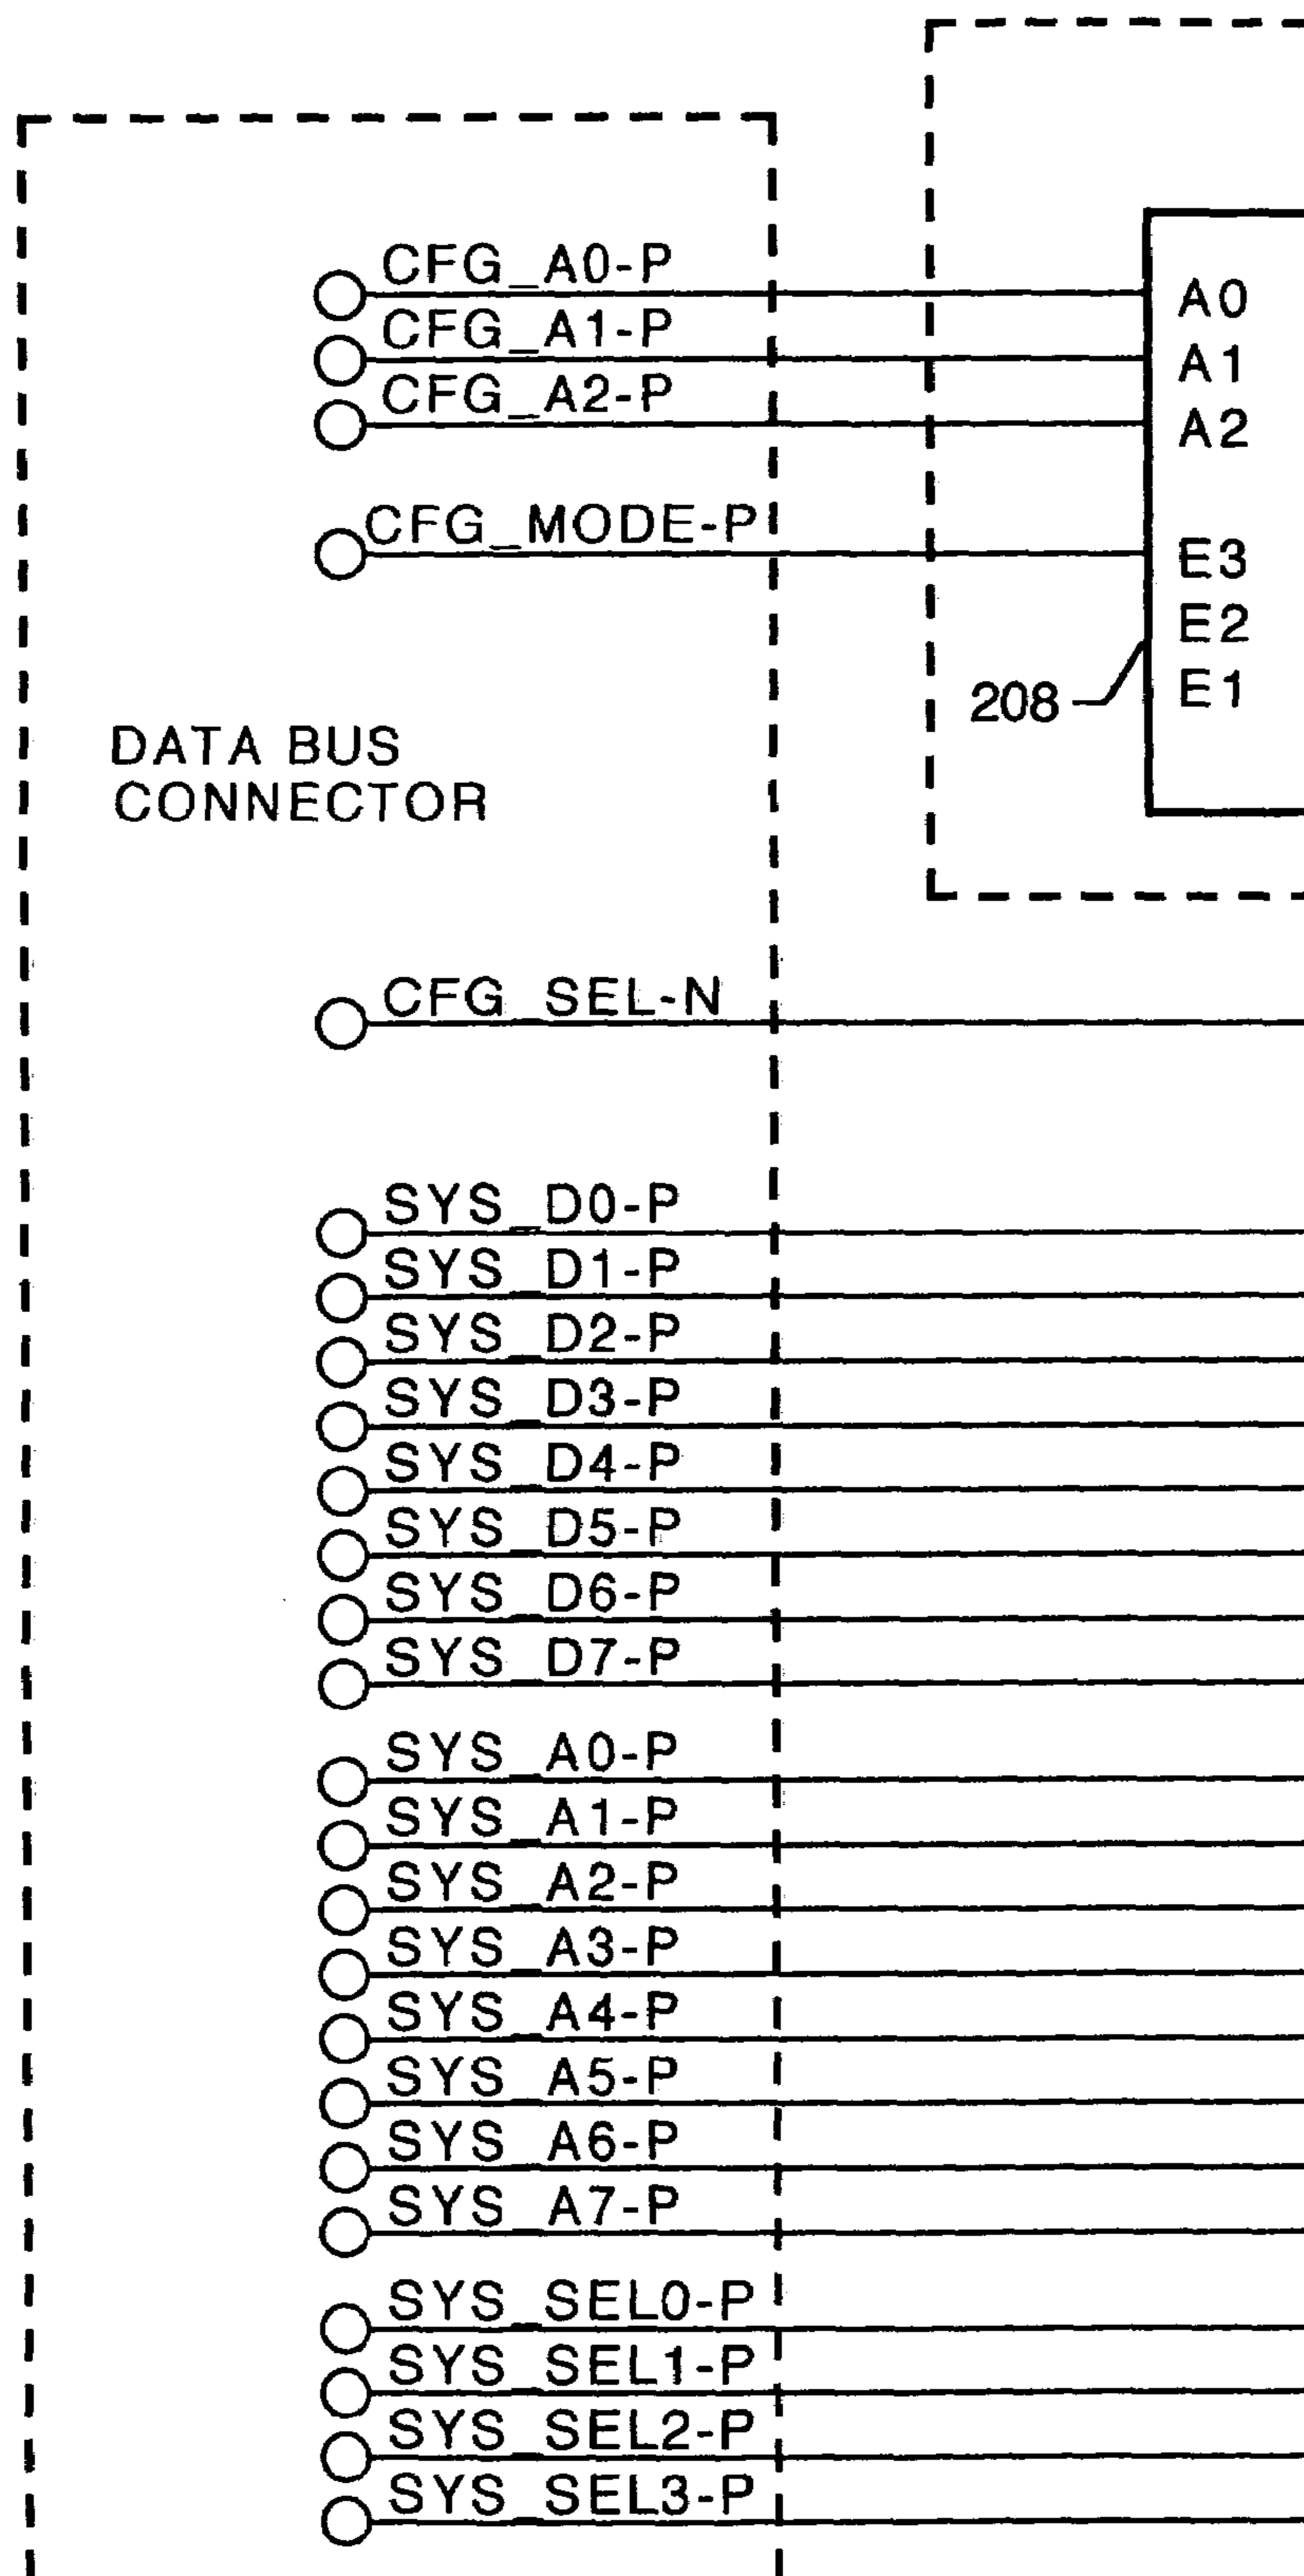 CFG_A0-P
A0
CFG_A1-P
A1
CFG_A2-P
A2
CFG_MODE-P
E3
E2
208
E1
DATA BUS
CONNECTOR
CFG_SEL-N
SYS_D0-P
SYS_D1-P
SYS_D2-P
SYS_D3-P
SYS_D4-P
SYS_D5-P
SYS_D6-P
SYS_D7-P
SYS_A0-P
SYS_A1-P
SYS_A2-P
SYS_A3-P
SYS_A4-P
SYS_A5-P
SYS_A6-P
SYS_A7-P
SYS_SEL0-P
SYS_SEL1-P
SYS_SEL2-P
SYS_SEL3-P